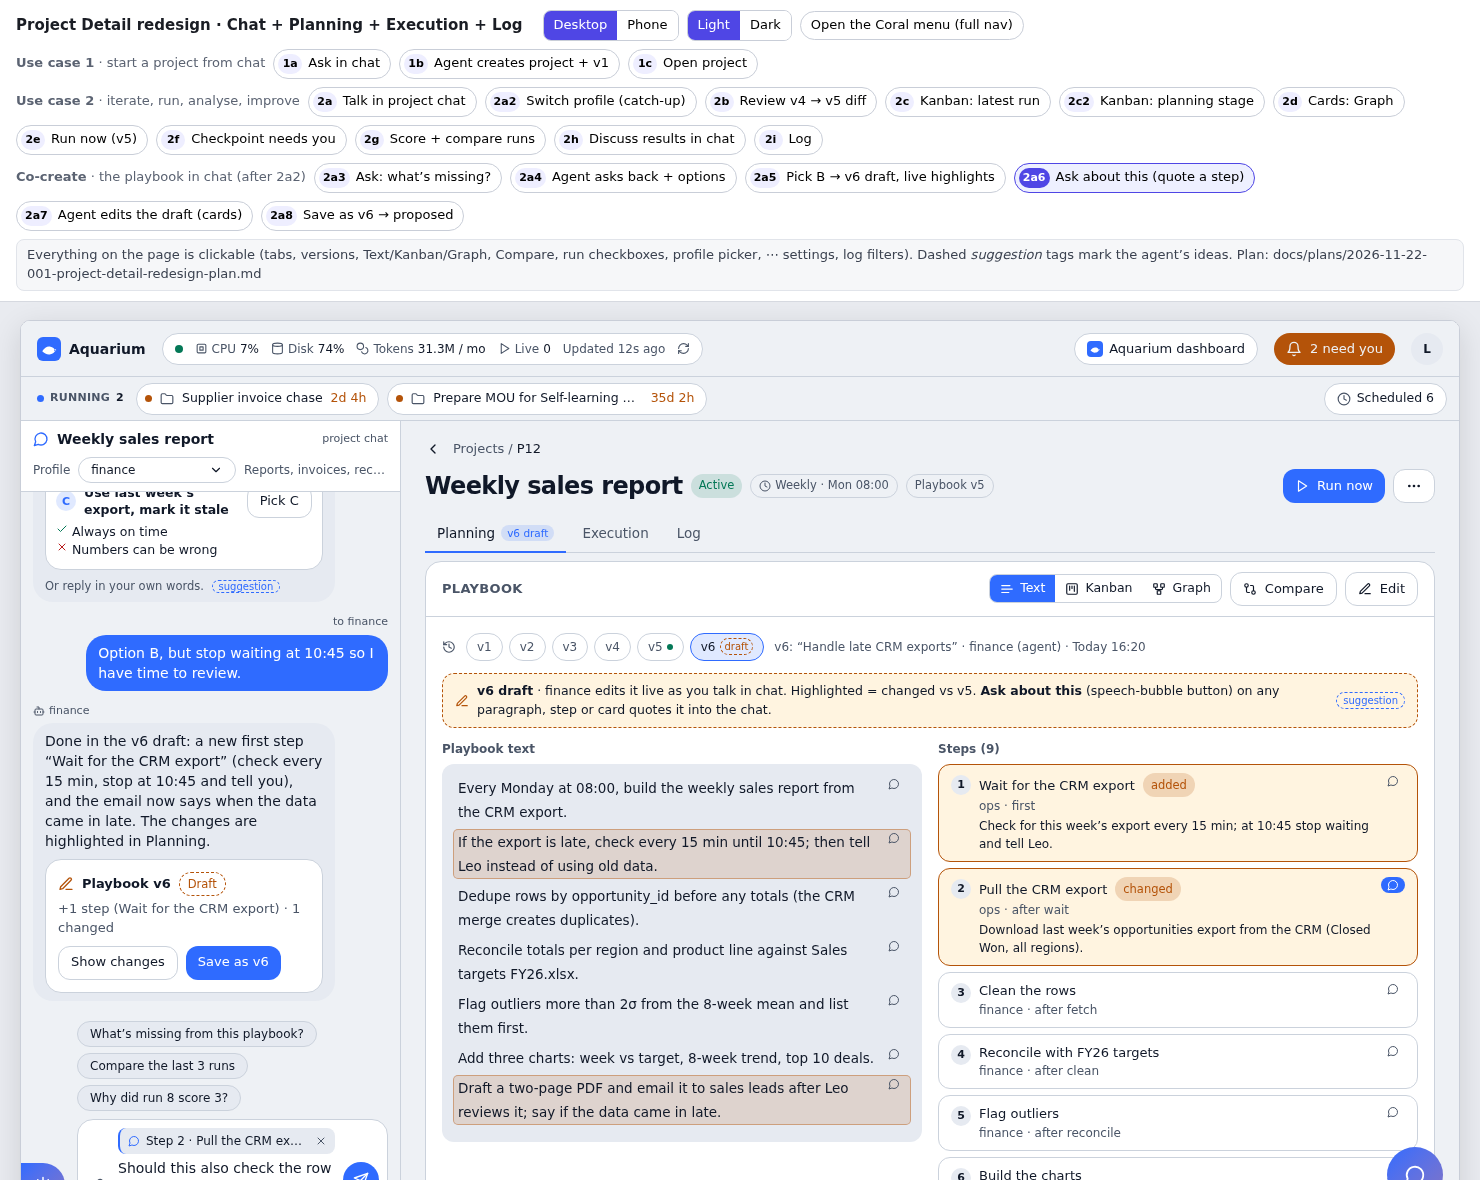 Project Detail redesign · Chat + Planning + Execution + Log
Desktop Phone Light Dark Open the Coral menu (full nav)
Use case 1 · start a project from chat 1a Ask in chat 1b Agent creates project + v1 1c Open project
Use case 2 · iterate, run, analyse, improve 2a Talk in project chat 2a2 Switch profile (catch-up) 2b Review v4 → v5 diff 2c Kanban: latest run 2c2 Kanban: planning stage 2d Cards: Graph
2e Run now (v5) 2f Checkpoint needs you 2g Score + compare runs 2h Discuss results in chat 2i Log
Co-create · the playbook in chat (after 2a2) 2a3 Ask: what’s missing? 2a4 Agent asks back + options 2a5 Pick B → v6 draft, live highlights 2a6 Ask about this (quote a step)
2a7 Agent edits the draft (cards) 2a8 Save as v6 → proposed
Everything on the page is clickable (tabs, versions, Text/Kanban/Graph, Compare, run checkboxes, profile picker, ··· settings, log filters). Dashed suggestion tags mark the agent’s ideas. Plan: docs/plans/2026-11-22-
001-project-detail-redesign-plan.md
Aquarium CPU 7% Disk 74% Tokens 31.3M / mo Live 0 Updated 12s ago Aquarium dashboard 2 need you L
RUNNING 2 Supplier invoice chase 2d 4h Prepare MOU for Self-learning ... 35d 2h Scheduled 6
Weekly sales report project chat
Profile finance Reports, invoices, rec...
C Use last week’s
export, mark it stale
Pick C
Always on time
Numbers can be wrong
Or reply in your own words. suggestion
to finance
Option B, but stop waiting at 10:45 so I
have time to review.
finance
Done in the v6 draft: a new first step
“Wait for the CRM export” (check every
15 min, stop at 10:45 and tell you),
and the email now says when the data
came in late. The changes are
highlighted in Planning.
Playbook v6 Draft
+1 step (Wait for the CRM export) · 1
changed
Show changes Save as v6
What’s missing from this playbook?
Compare the last 3 runs
Why did run 8 score 3?
Step 2 · Pull the CRM ex...
Should this also check the row
Projects / P12
Weekly sales report Active Weekly · Mon 08:00 Playbook v5 Run now ···
Planning v6 draft Execution Log
PLAYBOOK Text Kanban Graph Compare Edit
v1 v2 v3 v4 v5 v6 draft v6: “Handle late CRM exports” · finance (agent) · Today 16:20
v6 draft · finance edits it live as you talk in chat. Highlighted = changed vs v5. Ask about this (speech-bubble button) on any
paragraph, step or card quotes it into the chat.
suggestion
Playbook text
Every Monday at 08:00, build the weekly sales report from
the CRM export.
If the export is late, check every 15 min until 10:45; then tell
Leo instead of using old data.
Dedupe rows by opportunity_id before any totals (the CRM
merge creates duplicates).
Reconcile totals per region and product line against Sales
targets FY26.xlsx.
Flag outliers more than 2σ from the 8-week mean and list
them first.
Add three charts: week vs target, 8-week trend, top 10 deals.
Draft a two-page PDF and email it to sales leads after Leo
reviews it; say if the data came in late.
Steps (9)
1 Wait for the CRM export added
ops · first
Check for this week’s export every 15 min; at 10:45 stop waiting
and tell Leo.
2 Pull the CRM export changed
ops · after wait
Download last week’s opportunities export from the CRM (Closed
Won, all regions).
3 Clean the rows
finance · after fetch
4 Reconcile with FY26 targets
finance · after clean
5 Flag outliers
finance · after reconcile
6 Build the charts